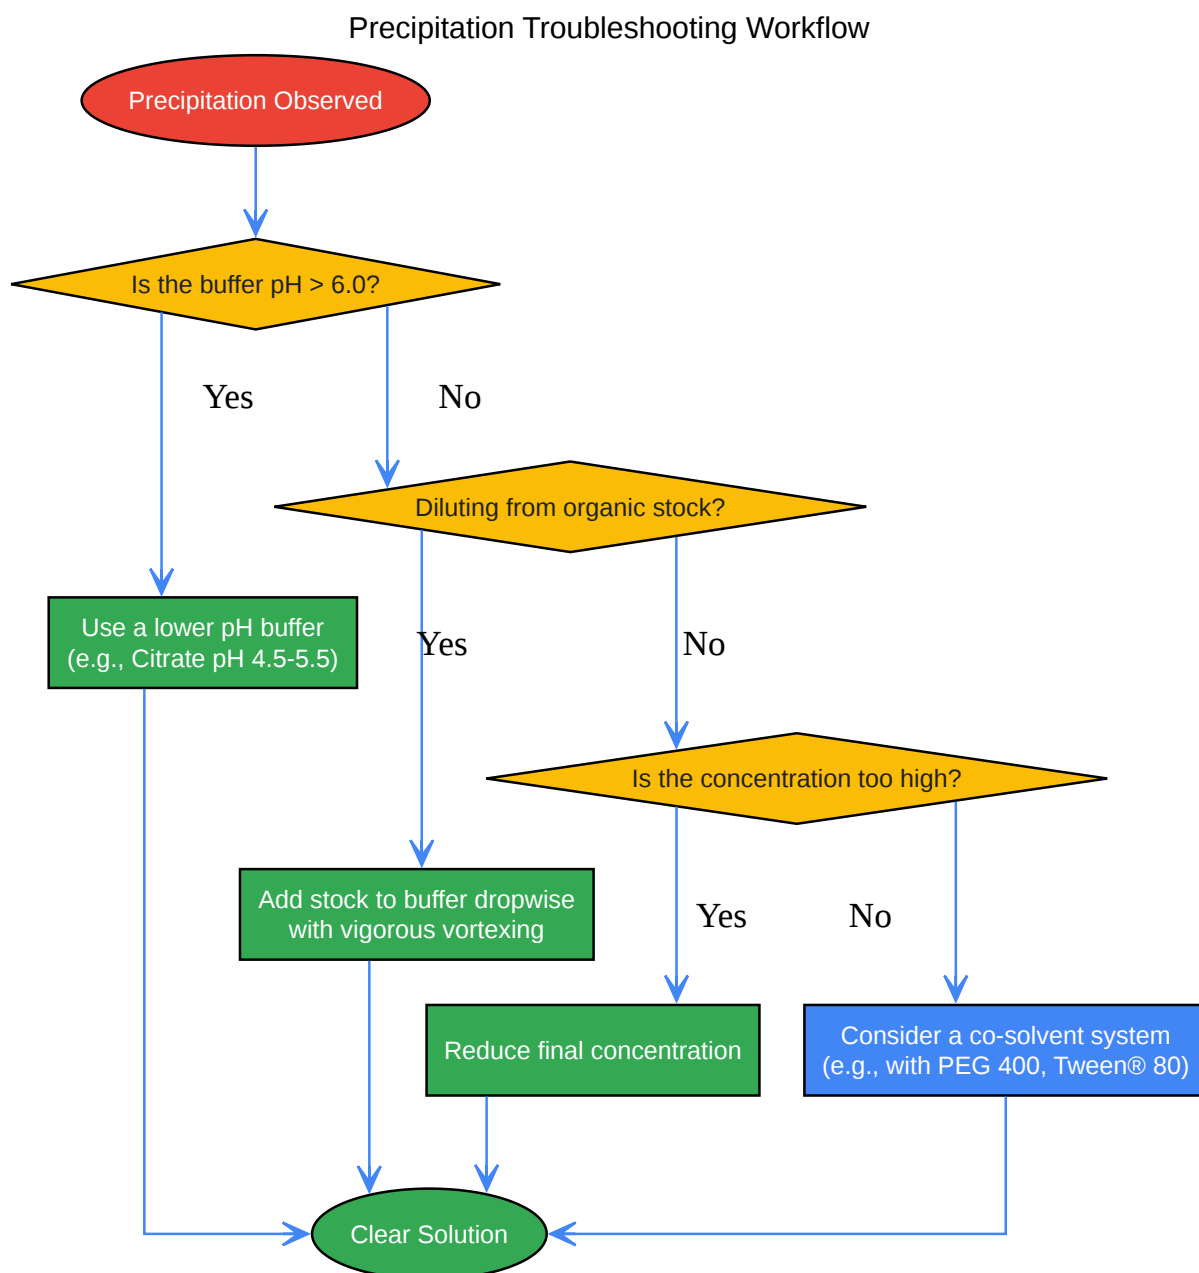 Precipitation Troubleshooting Workflow
Precipitation Observed
Is the buffer pH > 6.0?
Yes
No
Diluting from organic stock?
Use a lower pH buffer
(e.g., Citrate pH 4.5-5.5)
Yes
No
Is the concentration too high?
Add stock to buffer dropwise
with vigorous vortexing
Yes
No
Reduce final concentration
Consider a co-solvent system
(e.g., with PEG 400, Tween® 80)
Clear Solution